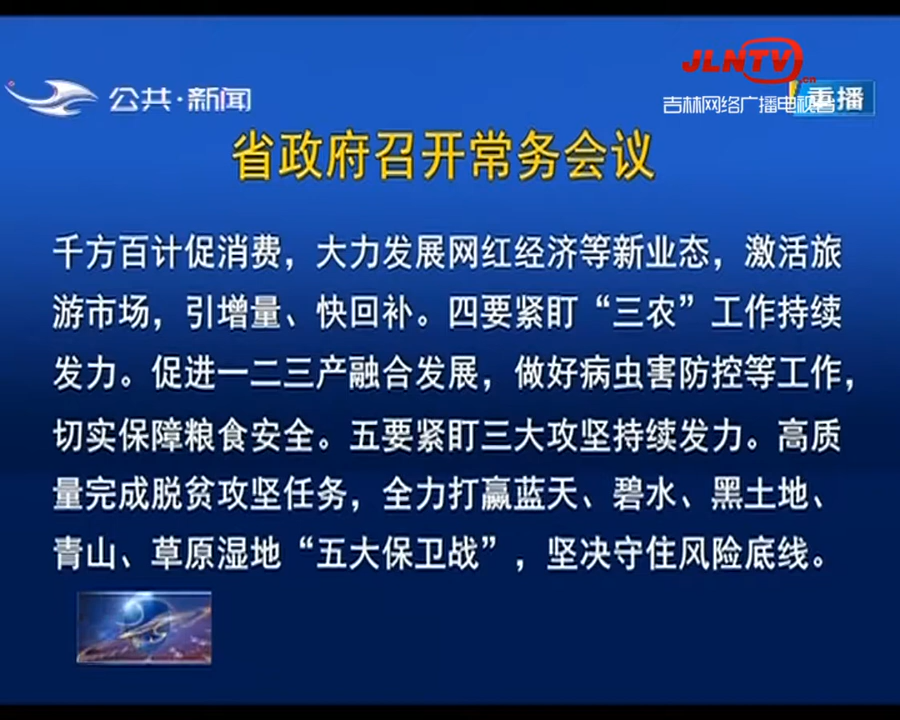 JLNTV.cn
公共·新闻
吉林网络广播电视台
重播
省政府召开常务会议
千方百计促消费，大力发展网红经济等新业态，激活旅
游市场，引增量、快回补。四要紧盯“三农”工作持续
发力。促进一二三产融合发展，做好病虫害防控等工作，
切实保障粮食安全。五要紧盯三大攻坚持续发力。高质
量完成脱贫攻坚任务，全力打赢蓝天、碧水、黑土地、
青山、草原湿地“五大保卫战”，坚决守住风险底线。